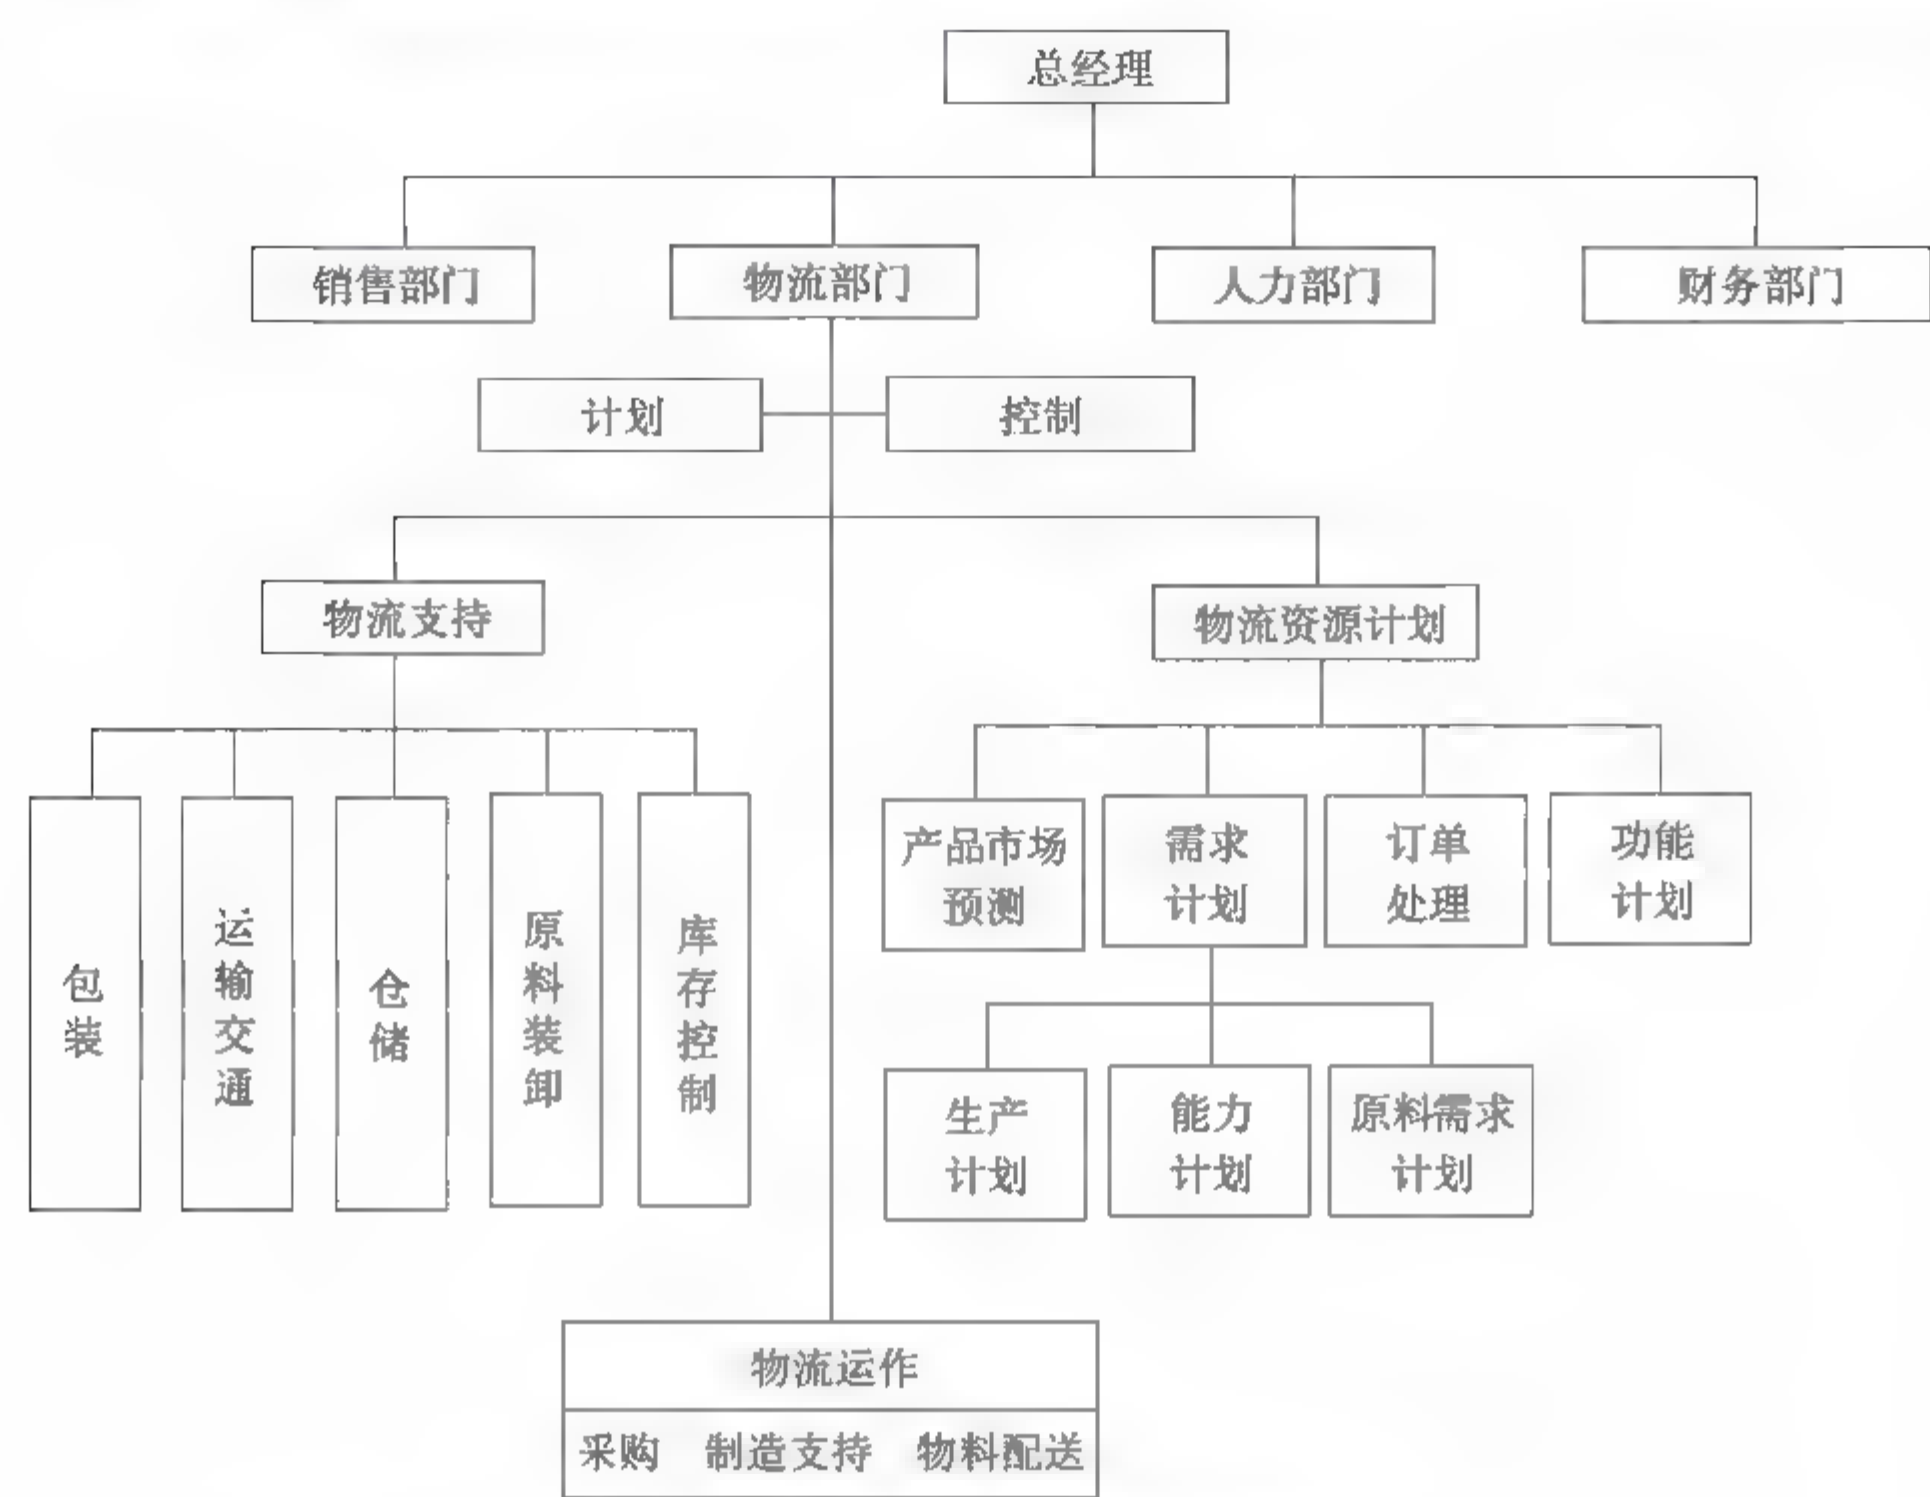 总经理
销售部门
物流部门
人力部门
财务部门
计划
控制
物流支持
物流资源计划
包装
运输交通
仓储
原料装卸
库存控制
产品市场
预测
需求
计划
订单
处理
功能
计划
生产
计划
能力
计划
原料需求
计划
物流运作
采购 制造支持 物料配送